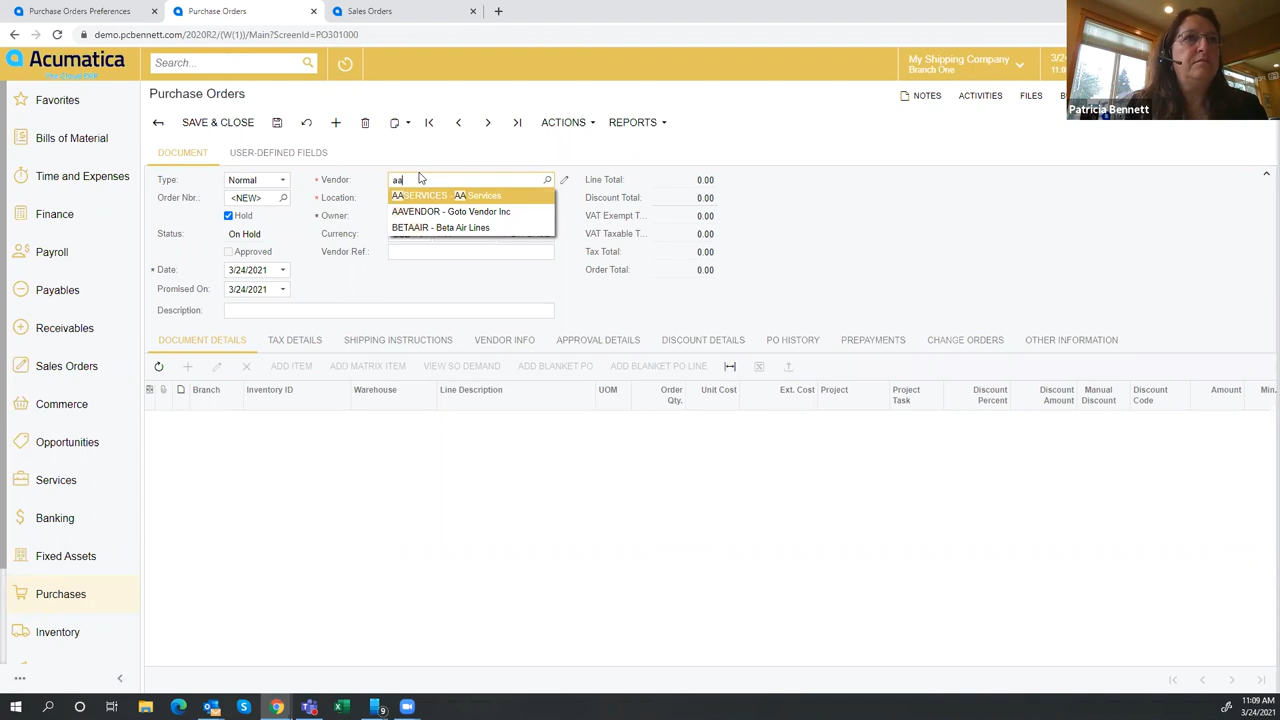 Purchase Orders Preferences
Purchase Orders
Sales Orders
demo.pcbennett.com/2020R2/(W(1))/Main?ScreenId=PO301000
Acumatica
Search...
My Shipping Company
Branch One
Patricia Bennett
Favorites
Bills of Material
Time and Expenses
Finance
Payroll
Payables
Receivables
Sales Orders
Commerce
Opportunities
Services
Banking
Fixed Assets
Purchases
Inventory
Purchase Orders
NOTES ACTIVITIES FILES
SAVE & CLOSE ACTIONS REPORTS
DOCUMENT USER-DEFINED FIELDS
Type: Normal * Vendor: aa Line Total: 0.00
Order Nbr.: <NEW> * Location: AASERVICES - AA Services Discount Total: 0.00
Hold * Owner: AAVENDOR - Goto Vendor Inc VAT Exempt T... 0.00
Status: On Hold Currency: BETAAIR - Beta Air Lines VAT Taxable T... 0.00
Approved Vendor Ref.: Tax Total: 0.00
* Date: 3/24/2021 Order Total: 0.00
Promised On: 3/24/2021
Description:
DOCUMENT DETAILS TAX DETAILS SHIPPING INSTRUCTIONS VENDOR INFO APPROVAL DETAILS DISCOUNT DETAILS PO HISTORY PREPAYMENTS CHANGE ORDERS OTHER INFORMATION
ADD ITEM ADD MATRIX ITEM VIEW SO DEMAND ADD BLANKET PO ADD BLANKET PO LINE
Branch Inventory ID Warehouse Line Description UOM Order Qty. Unit Cost Ext. Cost Project Project Task Discount Percent Discount Amount Manual Discount Discount Code Amount Min.
11:09 AM
3/24/2021